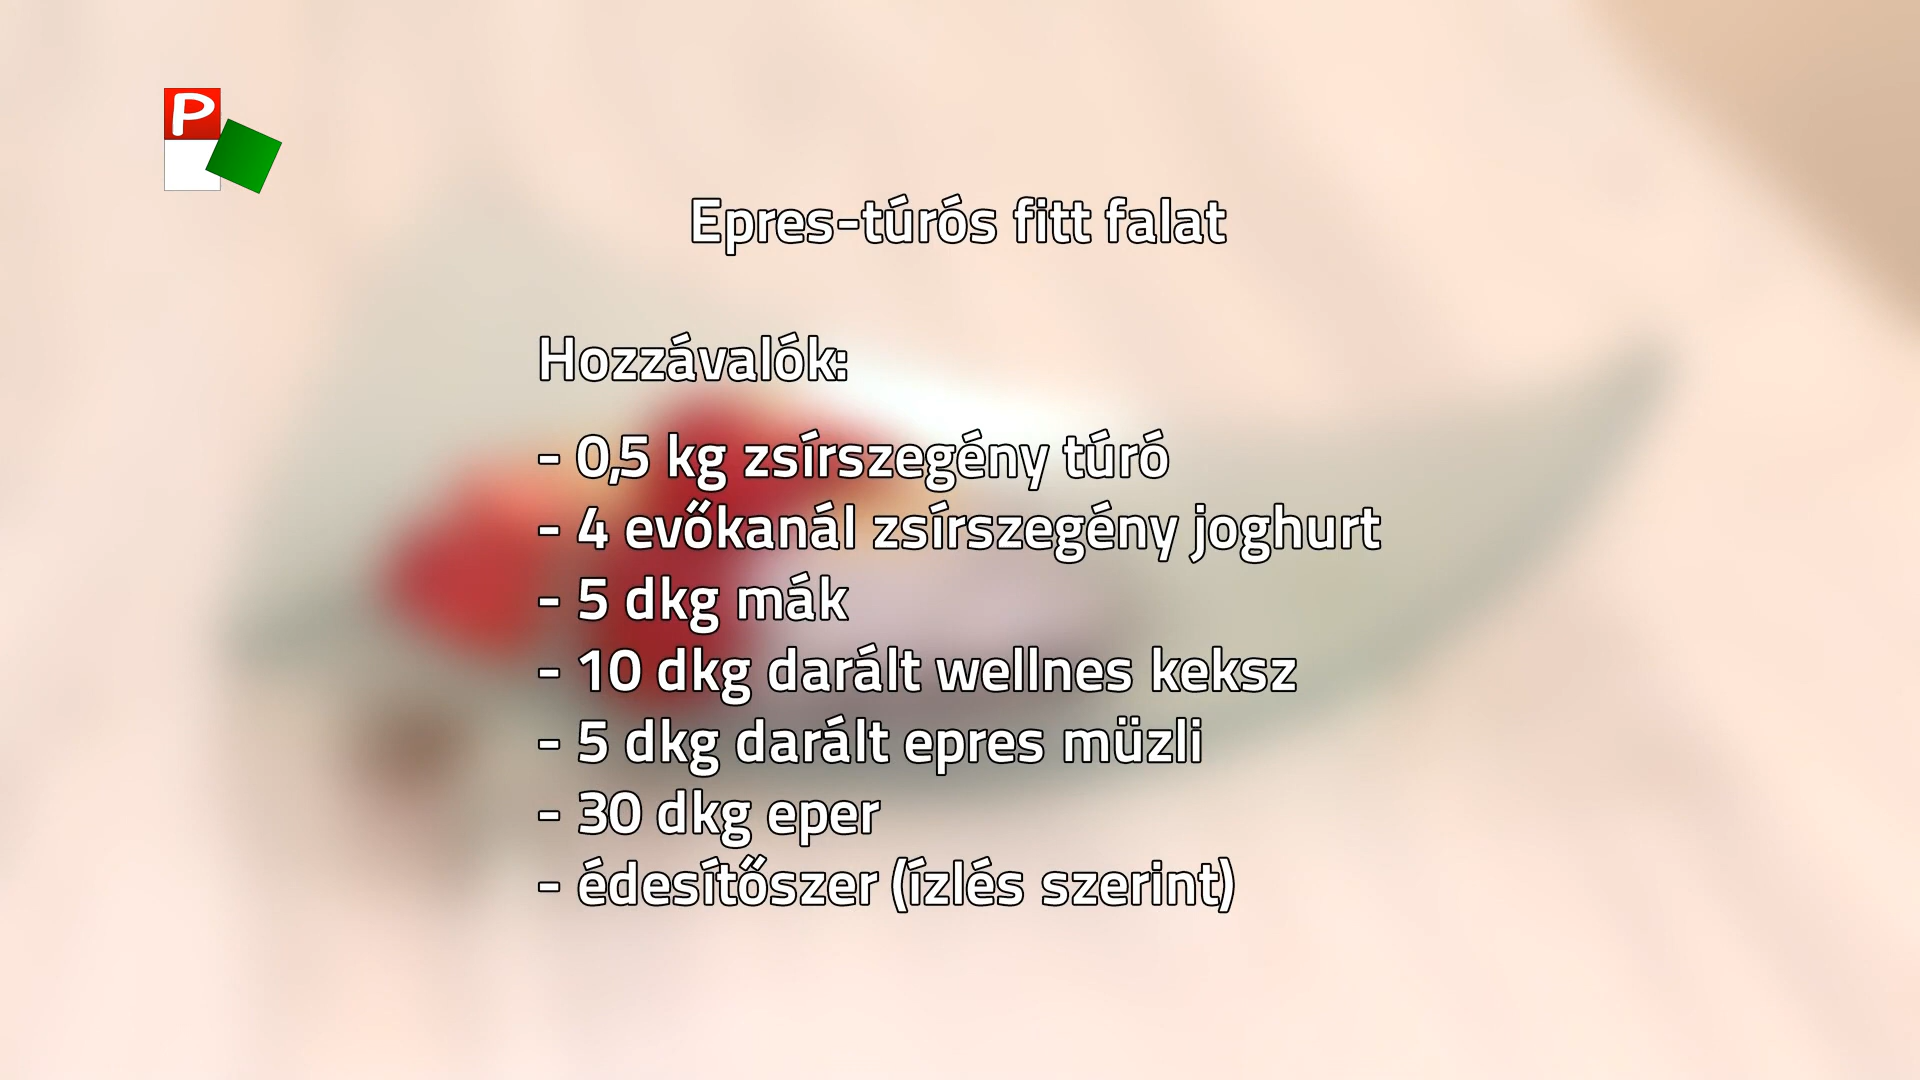 P
Epres-túrós fitt falat
Hozzávalók:
- 0,5 kg zsírszegény túró
- 4 evőkanál zsírszegény joghurt
- 5 dkg mák
- 10 dkg darált wellnes keksz
- 5 dkg darált epres müzli
- 30 dkg eper
- édesítőszer (ízlés szerint)